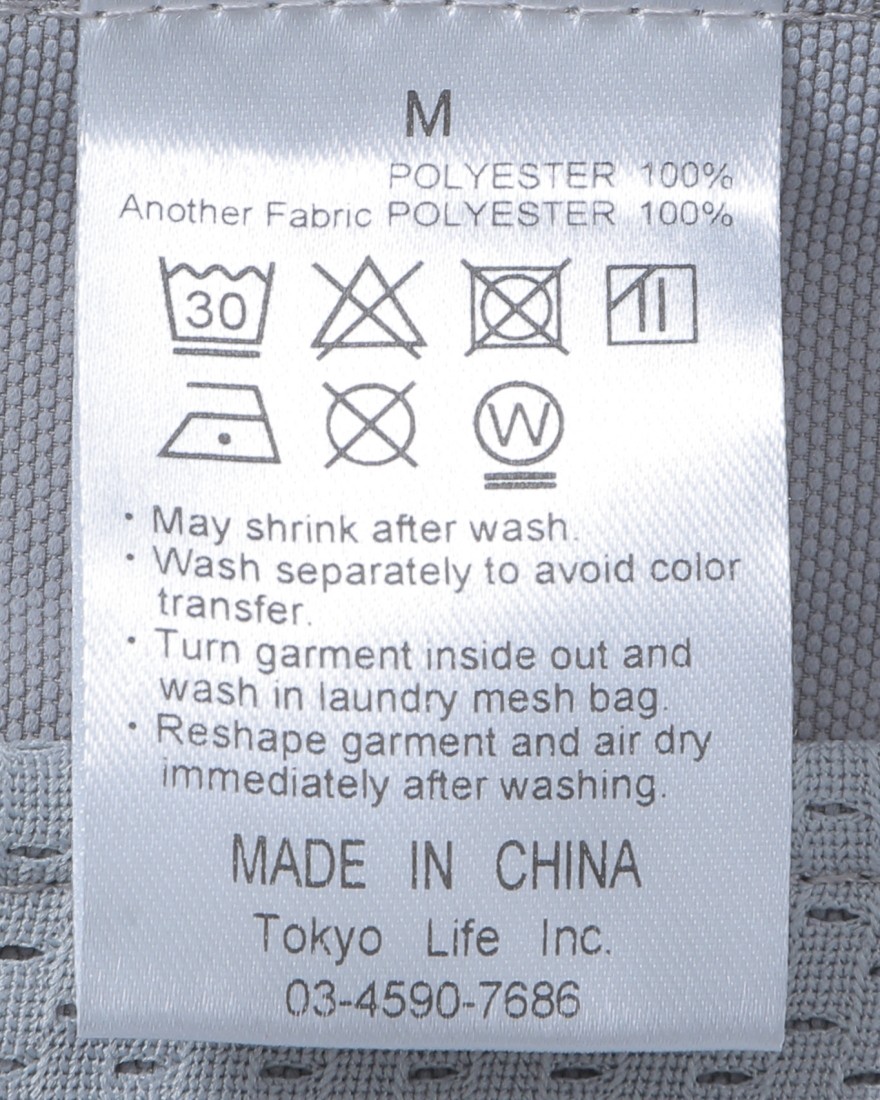 M
POLYESTER 100%
Another Fabric POLYESTER 100%
30
W
・May shrink after wash.
・Wash separately to avoid color
transfer.
・Turn garment inside out and
wash in laundry mesh bag.
・Reshape garment and air dry
immediately after washing.
MADE IN CHINA
Tokyo Life Inc.
03-4590-7686